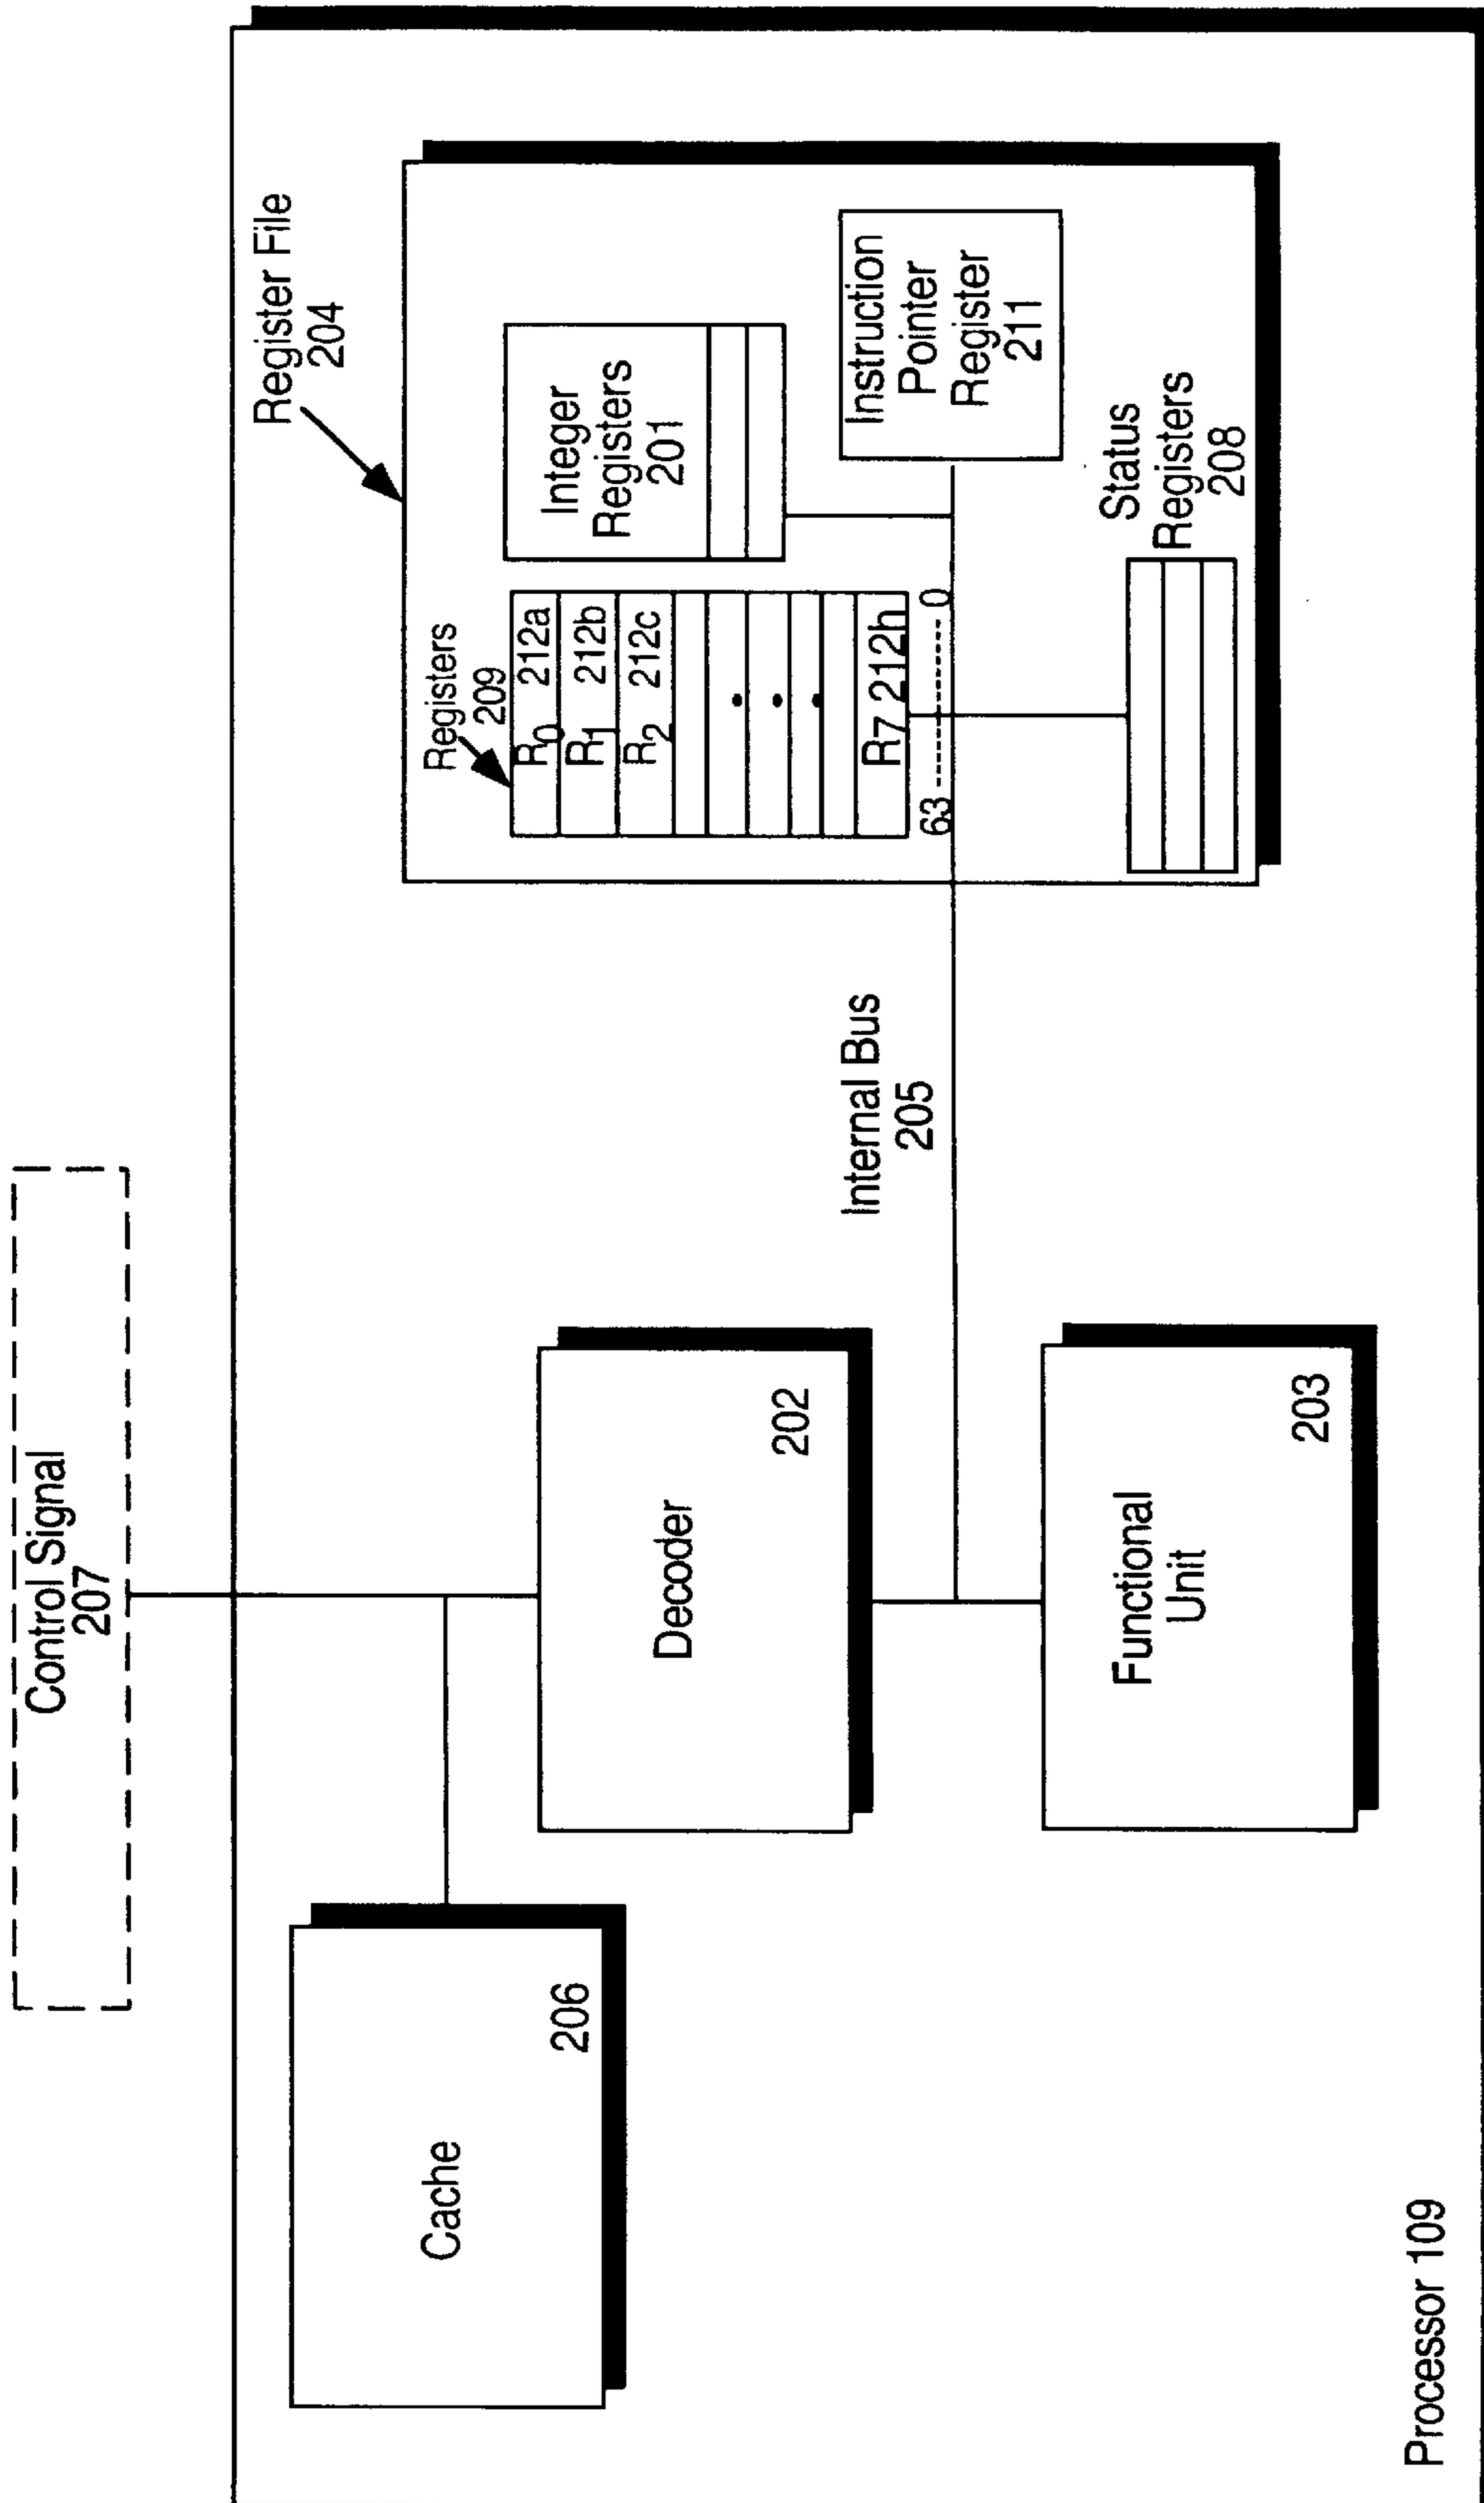 Control Signal
207
Cache
206
Decoder
202
Functional
Unit
203
Internal Bus
205
Register File
204
Registers
209
R0 212a
R1 212b
R2 212c
R7 212h
63 0
Integer
Registers
201
Instruction
Pointer
Register
211
Status
Registers
208
Processor 109